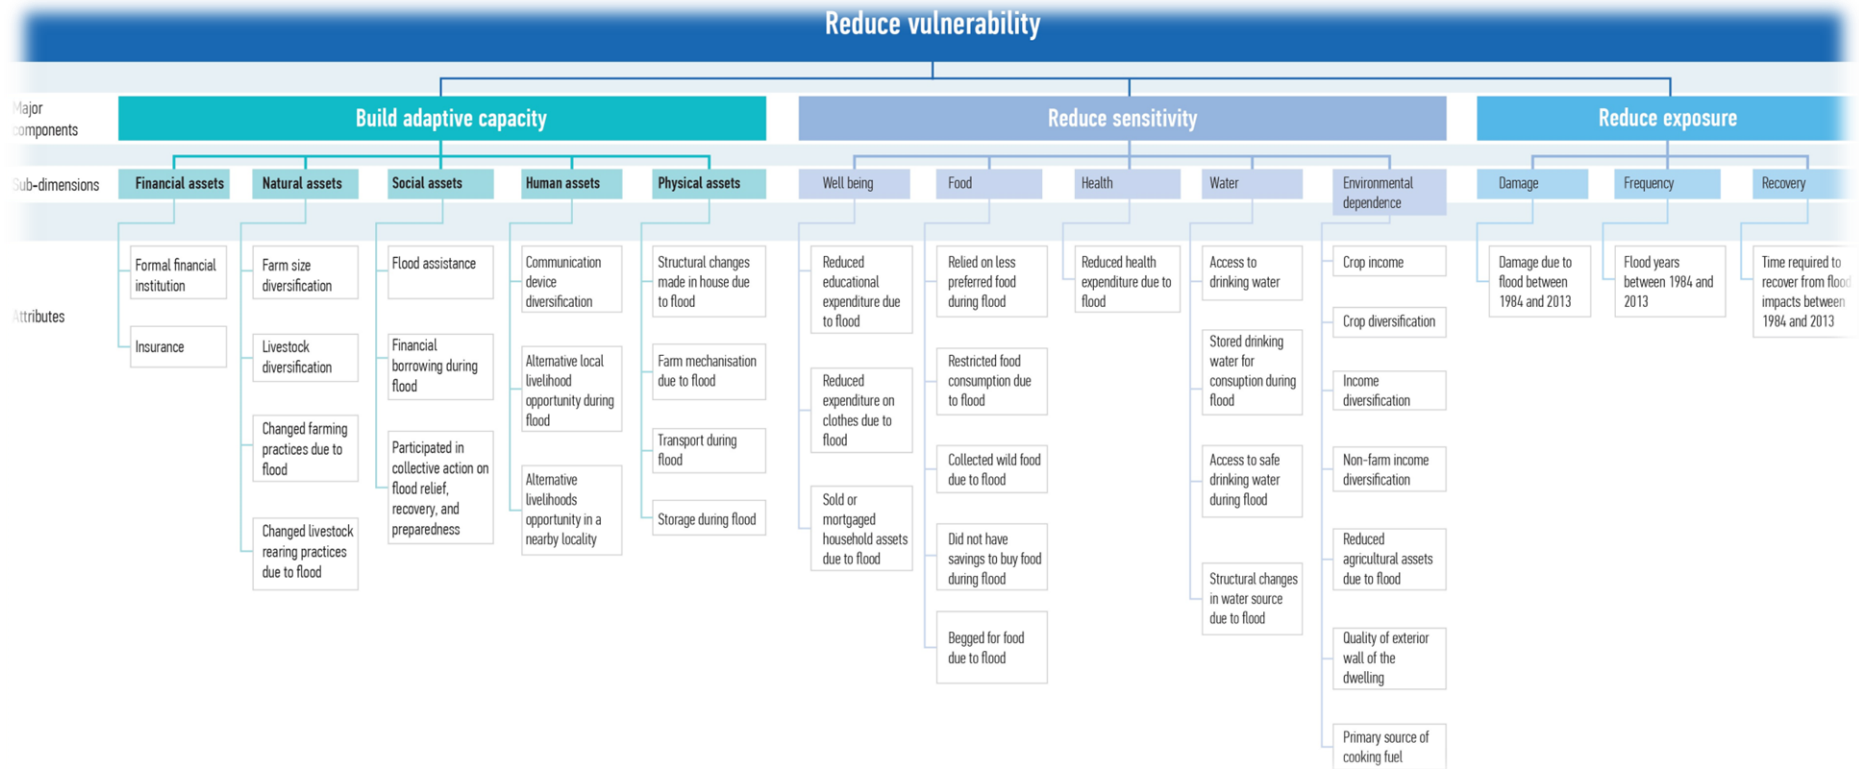 Reduce vulnerability
Major
components
Build adaptive capacity
Reduce sensitivity
Reduce exposure
Sub-dimensions
Financial assets
Natural assets
Social assets
Human assets
Physical assets
Well being
Food
Health
Water
Environmental
dependence
Damage
Frequency
Recovery
Attributes
Formal financial
institution
Insurance
Farm size
diversification
Livestock
diversification
Changed farming
practices due to
flood
Changed livestock
rearing practices
due to flood
Flood assistance
Financial
borrowing during
flood
Participated in
collective action on
flood relief,
recovery, and
preparedness
Communication
device
diversification
Alternative local
livelihood
opportunity during
flood
Alternative
livelihoods
opportunity in a
nearby locality
Structural changes
made in house due
to flood
Farm mechanisation
due to flood
Transport during
flood
Storage during flood
Reduced
educational
expenditure due
to flood
Reduced
expenditure on
clothes due to
flood
Sold or
mortgaged
household assets
due to flood
Relied on less
preferred food
during flood
Restricted food
consumption due
to flood
Collected wild food
due to flood
Did not have
savings to buy food
during flood
Begged for food
due to flood
Reduced health
expenditure due to
flood
Access to
drinking water
Stored drinking
water for
consuption during
flood
Access to safe
drinking water
during flood
Structural changes
in water source
due to flood
Crop income
Crop diversification
Income
diversification
Non-farm income
diversification
Reduced
agricultural assets
due to flood
Quality of exterior
wall of the
dwelling
Primary source of
cooking fuel
Damage due to
flood between
1984 and 2013
Flood years
between 1984 and
2013
Time required to
recover from flood
impacts between
1984 and 2013